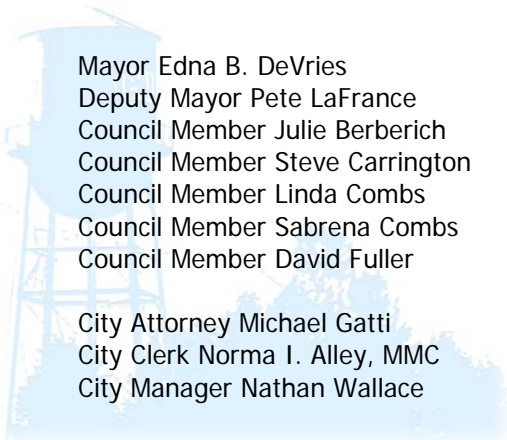 Mayor Edna B. DeVries
Deputy Mayor Pete LaFrance
Council Member Julie Berberich
Council Member Steve Carrington
Council Member Linda Combs
Council Member Sabrena Combs
Council Member David Fuller
City Attorney Michael Gatti
City Clerk Norma I. Alley, MMC
City Manager Nathan Wallace